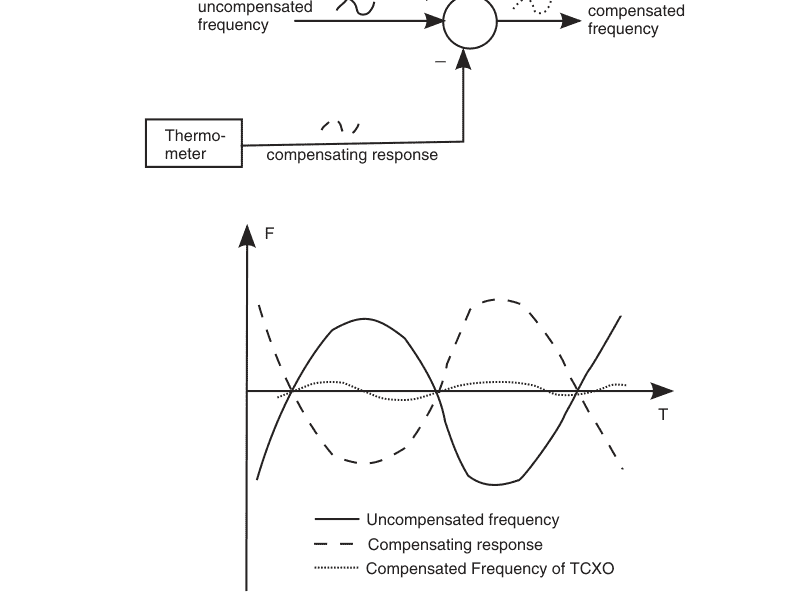 uncompensated
frequency
compensated
frequency
–
Thermo-
meter
compensating response
F
T
Uncompensated frequency
Compensating response
Compensated Frequency of TCXO